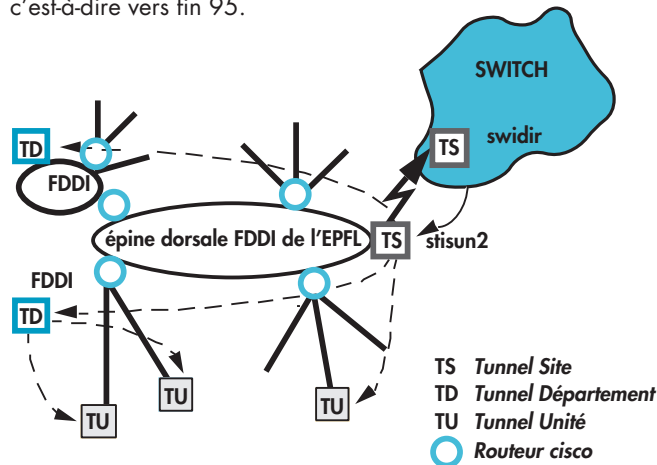 c'est-à-dire vers fin 95.
SWITCH
TS swidir
TD
FDDI
épine dorsale FDDI de l'EPFL
TS stisun2
FDDI
TD
TU
TU
TU
TS Tunnel Site
TD Tunnel Département
TU Tunnel Unité
Routeur cisco